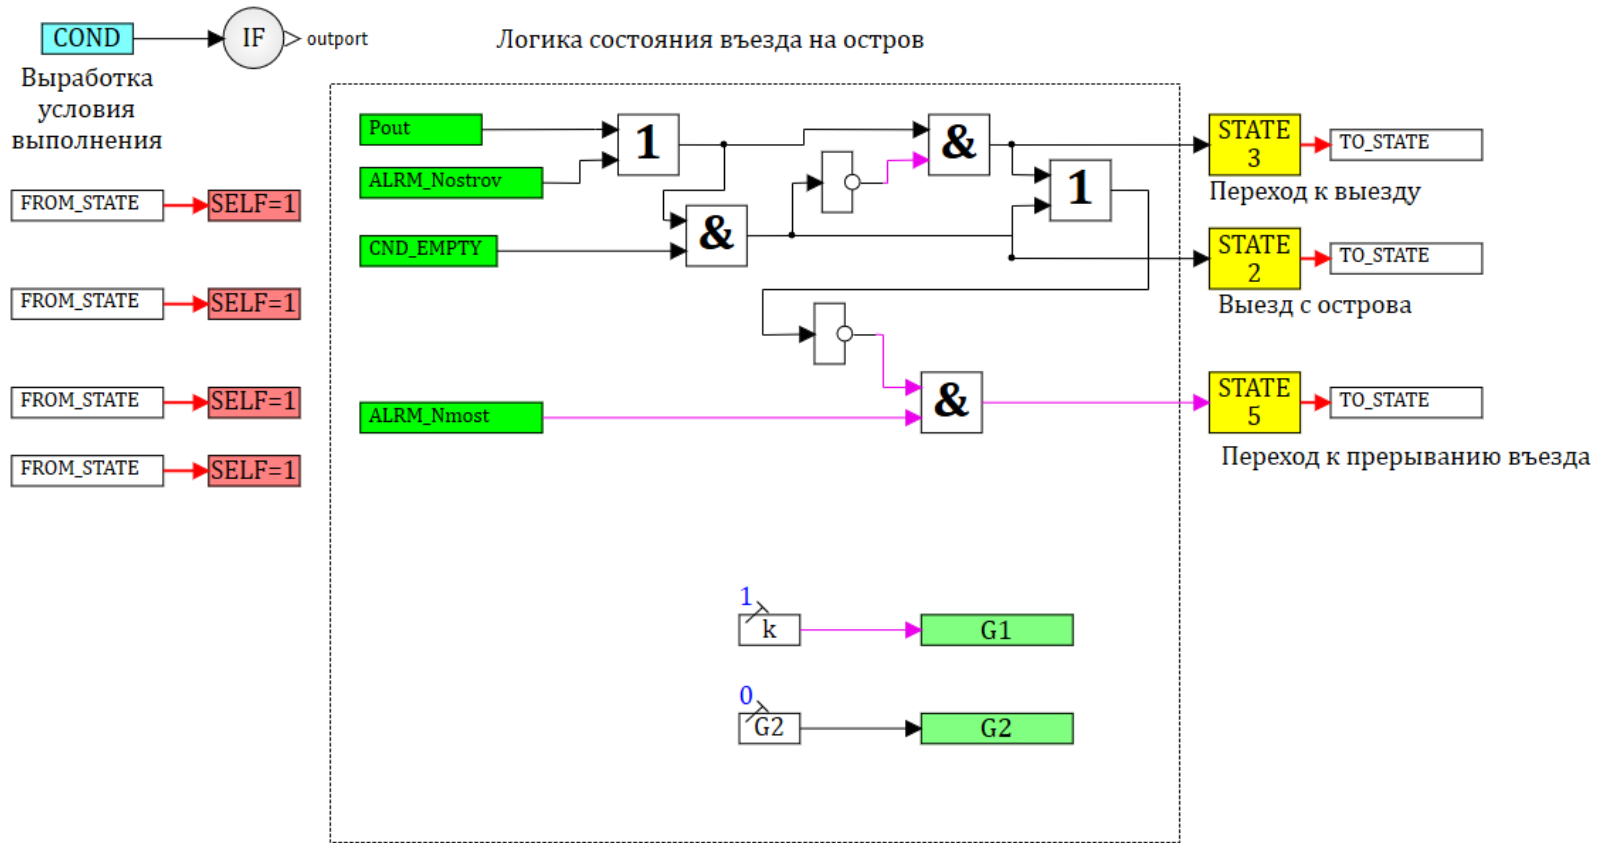 COND
IF
outport
Логика состояния въезда на остров
Выработка
условия
выполнения
FROM_STATE
SELF=1
FROM_STATE
SELF=1
FROM_STATE
SELF=1
FROM_STATE
SELF=1
Pout
ALRM_Nostrov
CND_EMPTY
ALRM_Nmost
1
&
&
1
&
STATE
3
TO_STATE
Переход к выезду
STATE
2
TO_STATE
Выезд с острова
STATE
5
TO_STATE
Переход к прерыванию въезда
1
k
G1
0
G2
G2